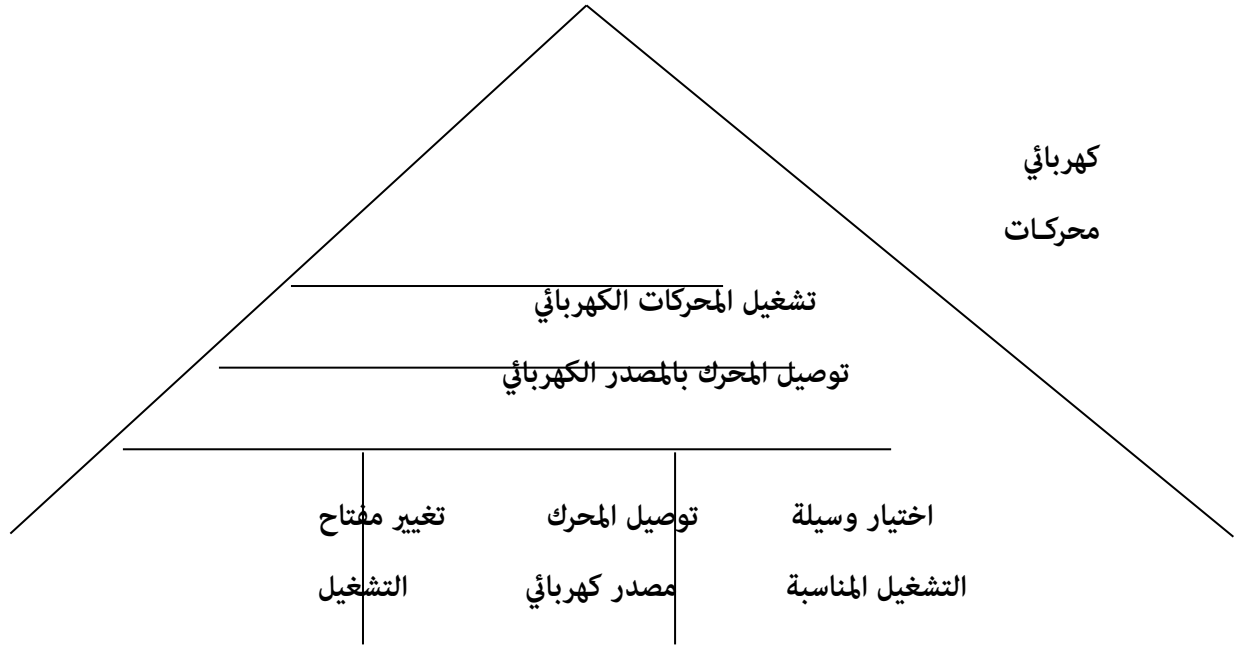 كهربائي
محركـات
تشغيل المحركات الكهربائي
توصيل المحرك بالمصدر الكهربائي
اختيار وسيلة
التشغيل المناسبة
توصيل المحرك
مصدر كهربائي
تغيير مفتاح
التشغيل